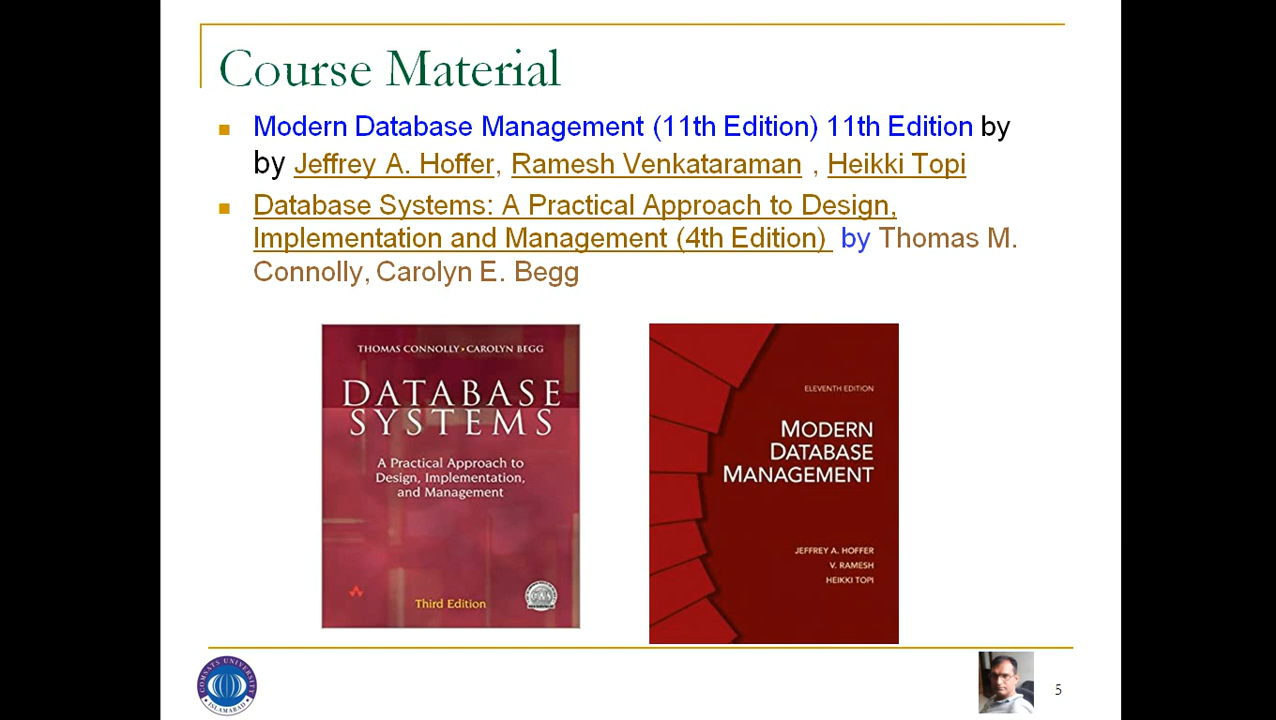 Course Material
Modern Database Management (11th Edition) 11th Edition by
by Jeffrey A. Hoffer, Ramesh Venkataraman , Heikki Topi
Database Systems: A Practical Approach to Design,
Implementation and Management (4th Edition) by Thomas M.
Connolly, Carolyn E. Begg
THOMAS CONNOLLY • CAROLYN BEGG
DATABASE
SYSTEMS
A Practical Approach to
Design, Implementation,
and Management
Third Edition
ELEVENTH EDITION
MODERN
DATABASE
MANAGEMENT
JEFFREY A. HOFFER
V. RAMESH
HEIKKI TOPI
COMSATS UNIVERSITY
ISLAMABAD
5